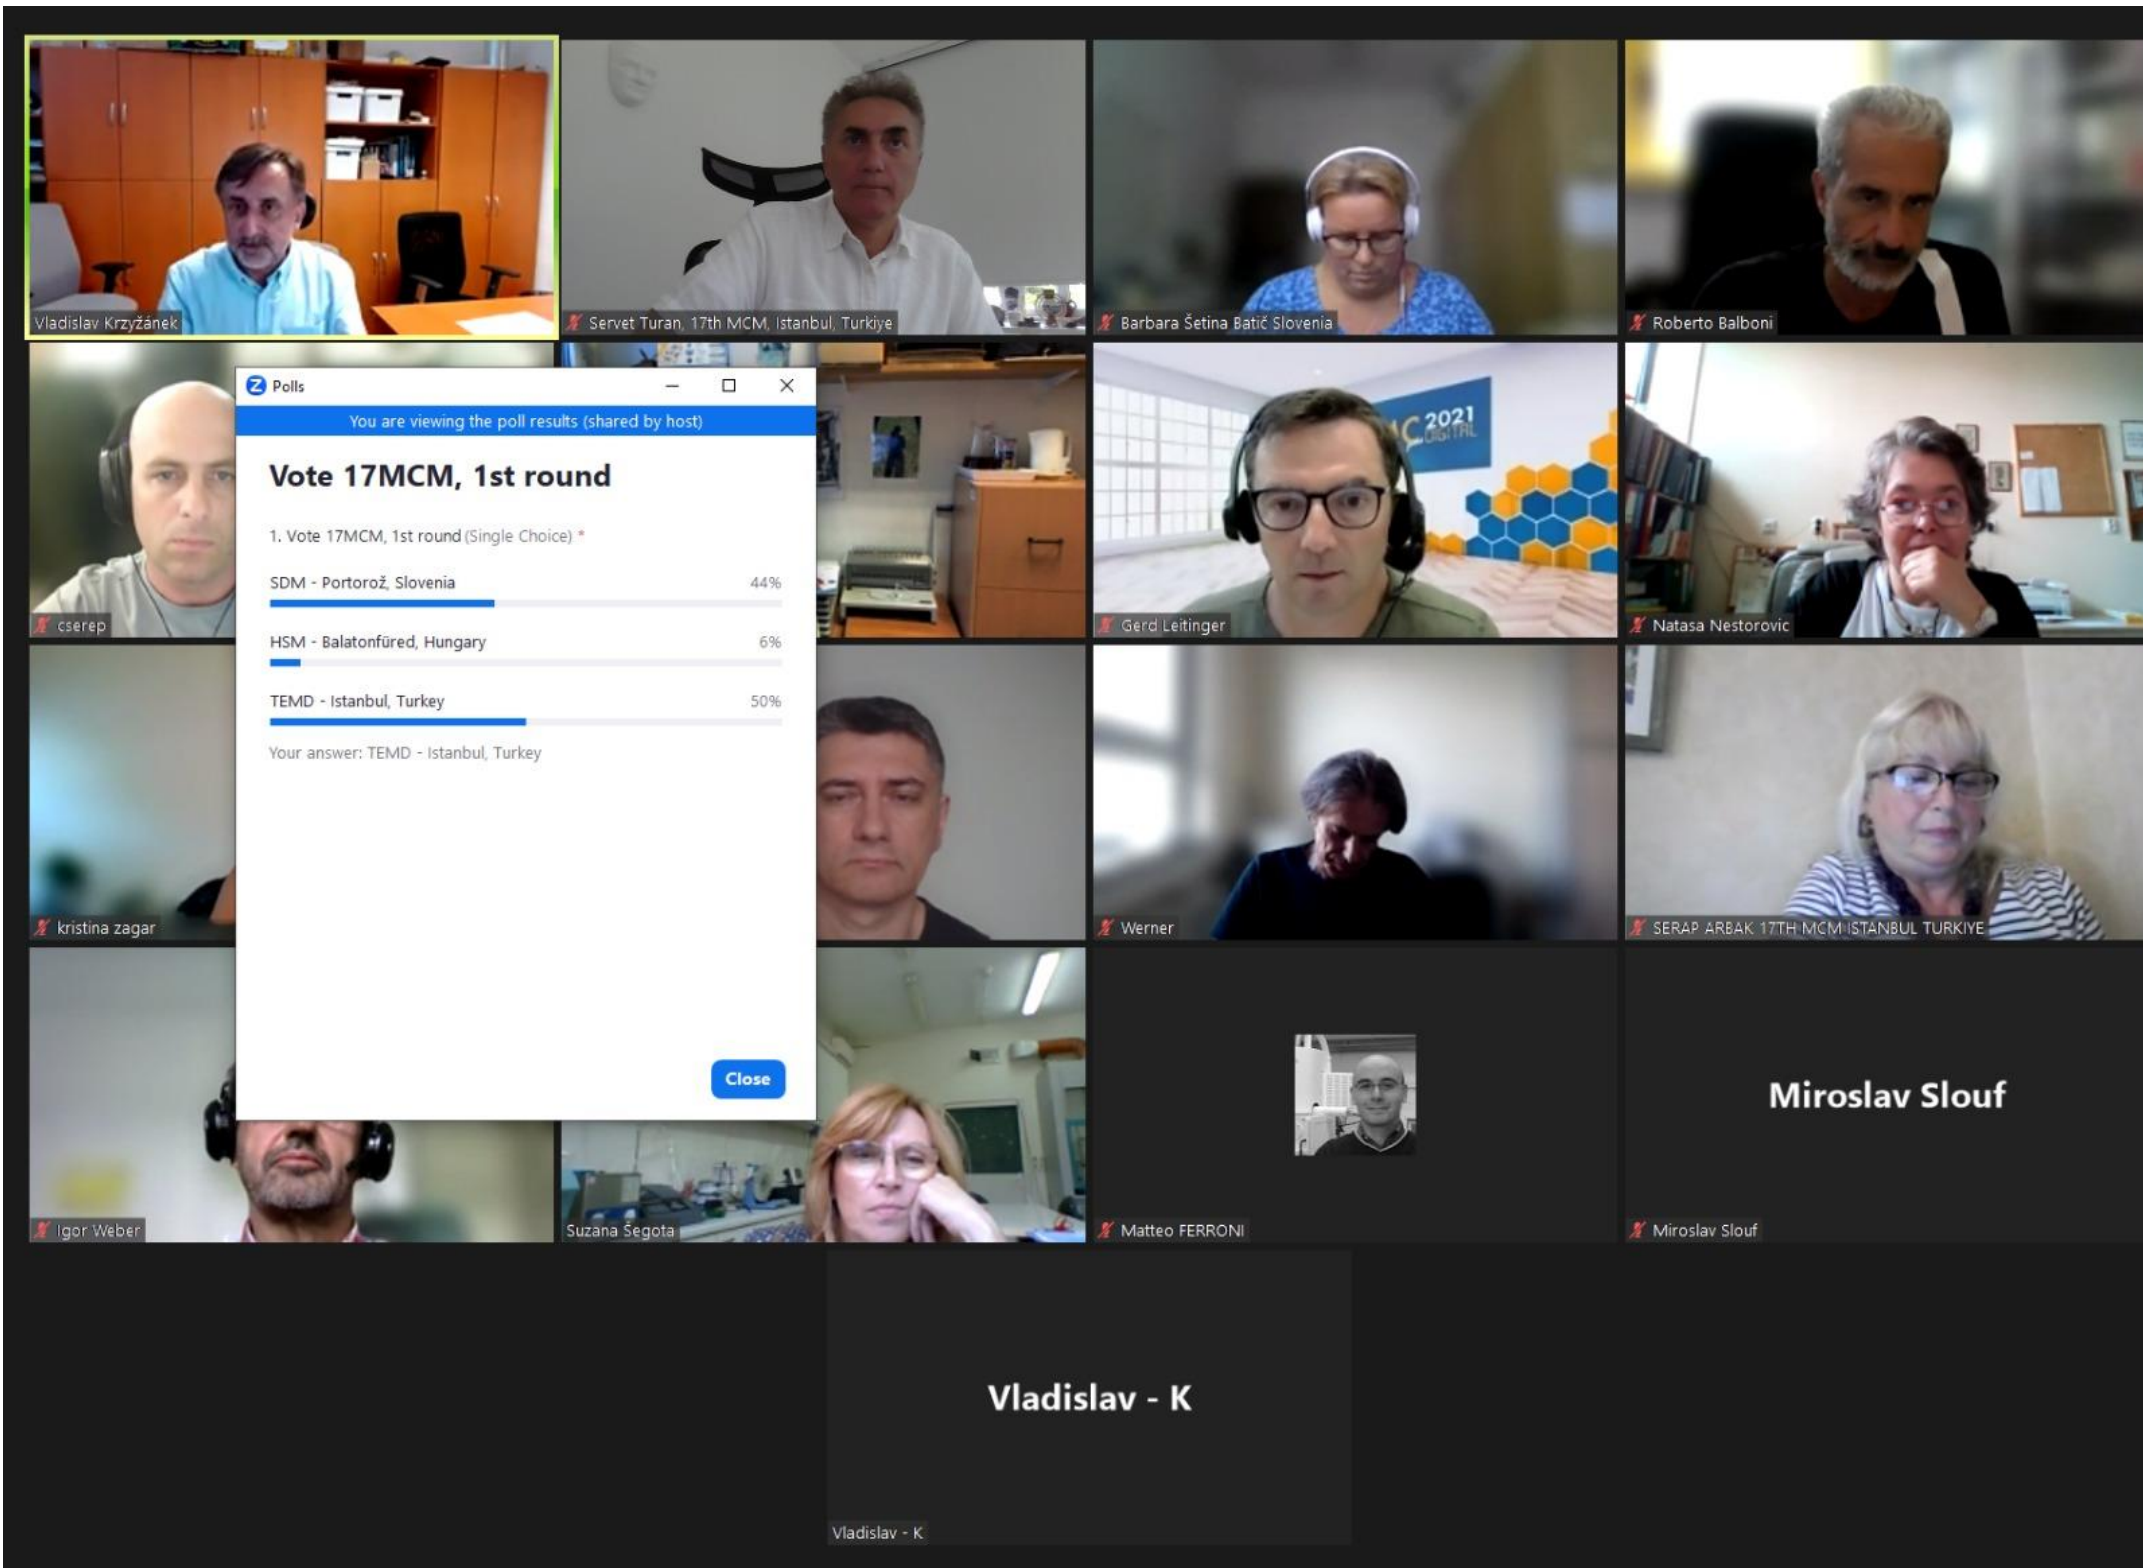 Vladislav Krzyžánek
Servet Turan, 17th MCM, Istanbul, Turkiye
Barbara Šetina Batič Slovenia
Roberto Balboni
Polls
You are viewing the poll results (shared by host)
Vote 17MCM, 1st round
1. Vote 17MCM, 1st round (Single Choice) *
SDM - Portorož, Slovenia 44%
HSM - Balatonfüred, Hungary 6%
TEMD - Istanbul, Turkey 50%
Your answer: TEMD - Istanbul, Turkey
Close
cserep
2021
Gerd Leitinger
Natasa Nestorovic
kristina zagar
Werner
SERAP ARBAK 17TH MCM ISTANBUL TURKIYE
Igor Weber
Suzana Šegota
Matteo FERRONI
Miroslav Slouf
Miroslav Slouf
Vladislav - K
Vladislav - K